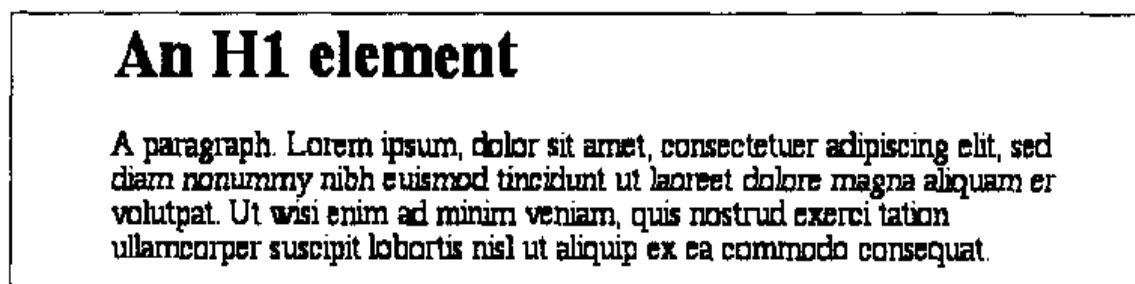 An H1 element
A paragraph. Lorem ipsum, dolor sit amet, consectetuer adipiscing elit, sed
diam nonummy nibh euismod tincidunt ut laoreet dolore magna aliquam er
volutpat. Ut wisi enim ad minim veniam, quis nostrud exerci tation
ullamcorper suscipit lobortis nisl ut aliquip ex ea commodo consequat.